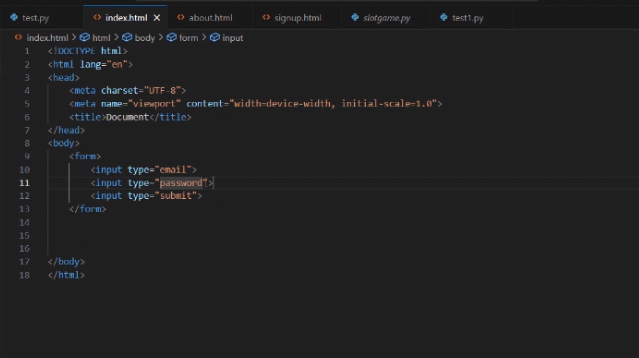 test.py index.html about.html signup.html slotgame.py test1.py
index.html > html > body > form > input
1 <!DOCTYPE html>
2 <html lang="en">
3 <head>
4 <meta charset="UTF-8">
5 <meta name="viewport" content="width=device-width, initial-scale=1.0">
6 <title>Document</title>
7 </head>
8 <body>
9 <form>
10 <input type="email">
11 <input type="password">
12 <input type="submit">
13 </form>
14
15
16
17 </body>
18 </html>